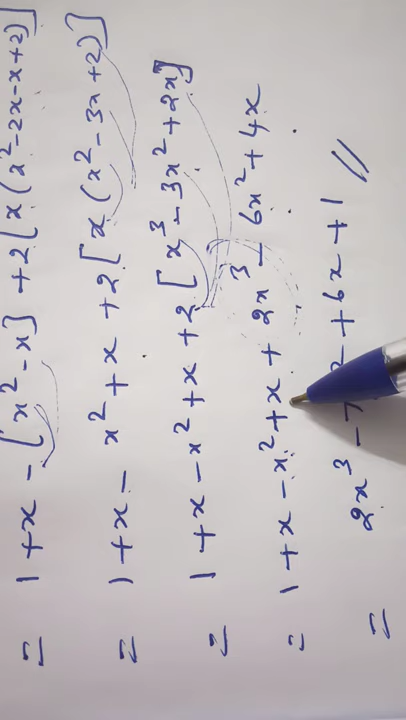 = 1 + x - [x² - x] + 2[x(x² - 2x - x + 2)]
= 1 + x - x² + x + 2[x(x² - 3x + 2)]
= 1 + x - x² + x + 2[x³ - 3x² + 2x]
= 1 + x - x² + x + 2x³ - 6x² + 4x
= 2x³ - 7 + 6x + 1 //